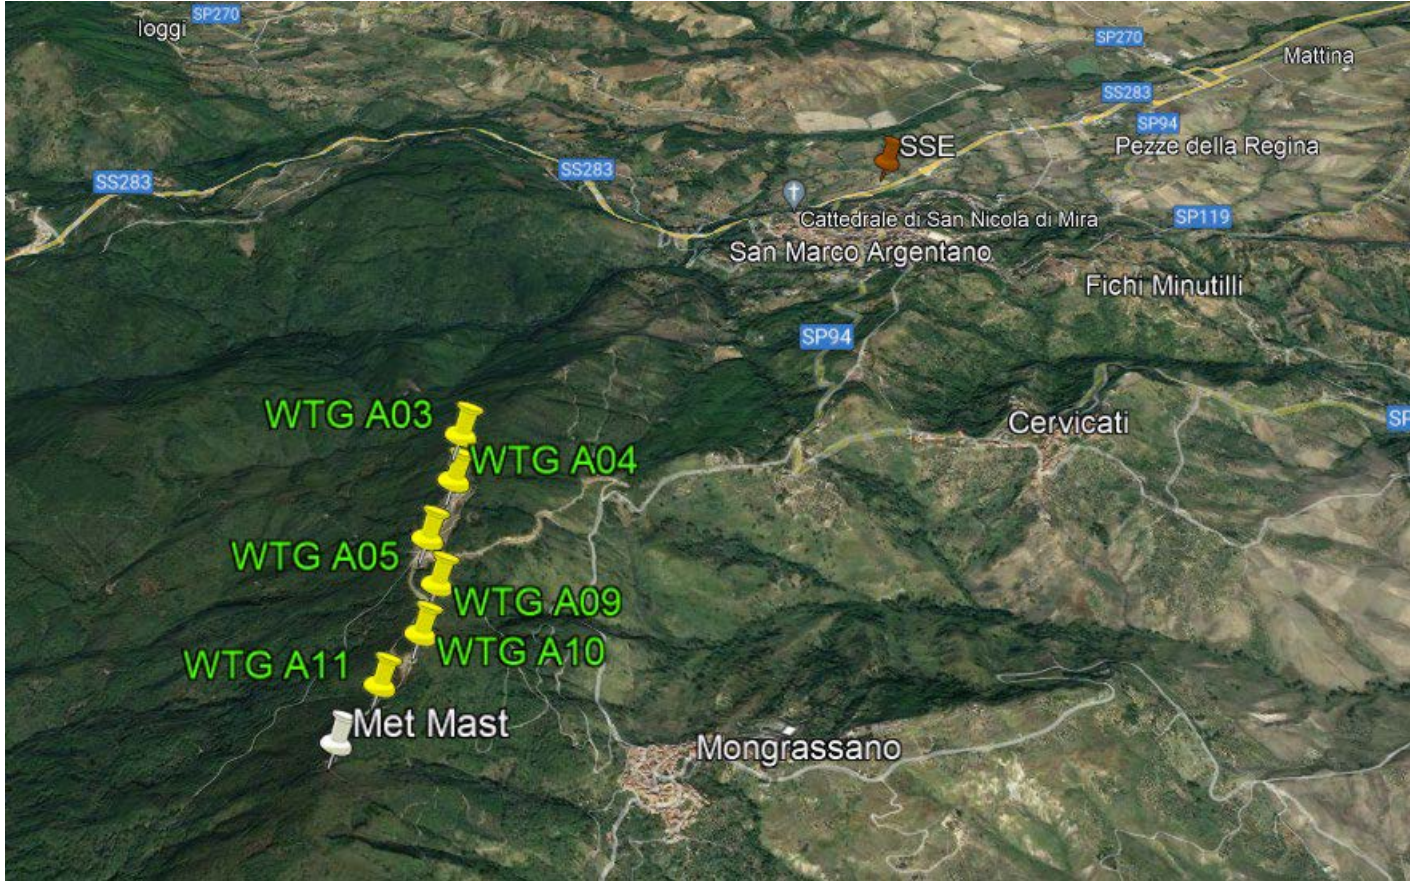 loggi
SP270
SP270
Mattina
SS283
SP94
Pezze della Regina
SSE
SS283
SS283
Cattedrale di San Nicola di Mira
SP119
San Marco Argentano
Fichi Minutilli
SP94
WTG A03
WTG A04
Cervicati
SP
WTG A05
WTG A09
WTG A10
WTG A11
Met Mast
Mongrassano